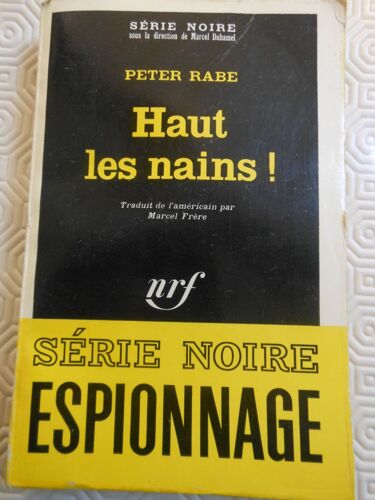 SÉRIE NOIRE
sous la direction de Marcel Duhamel
PETER RABE
Haut
les nains !
Traduit de l'américain par
Marcel Frère
nrf
SÉRIE NOIRE
ESPIONNAGE